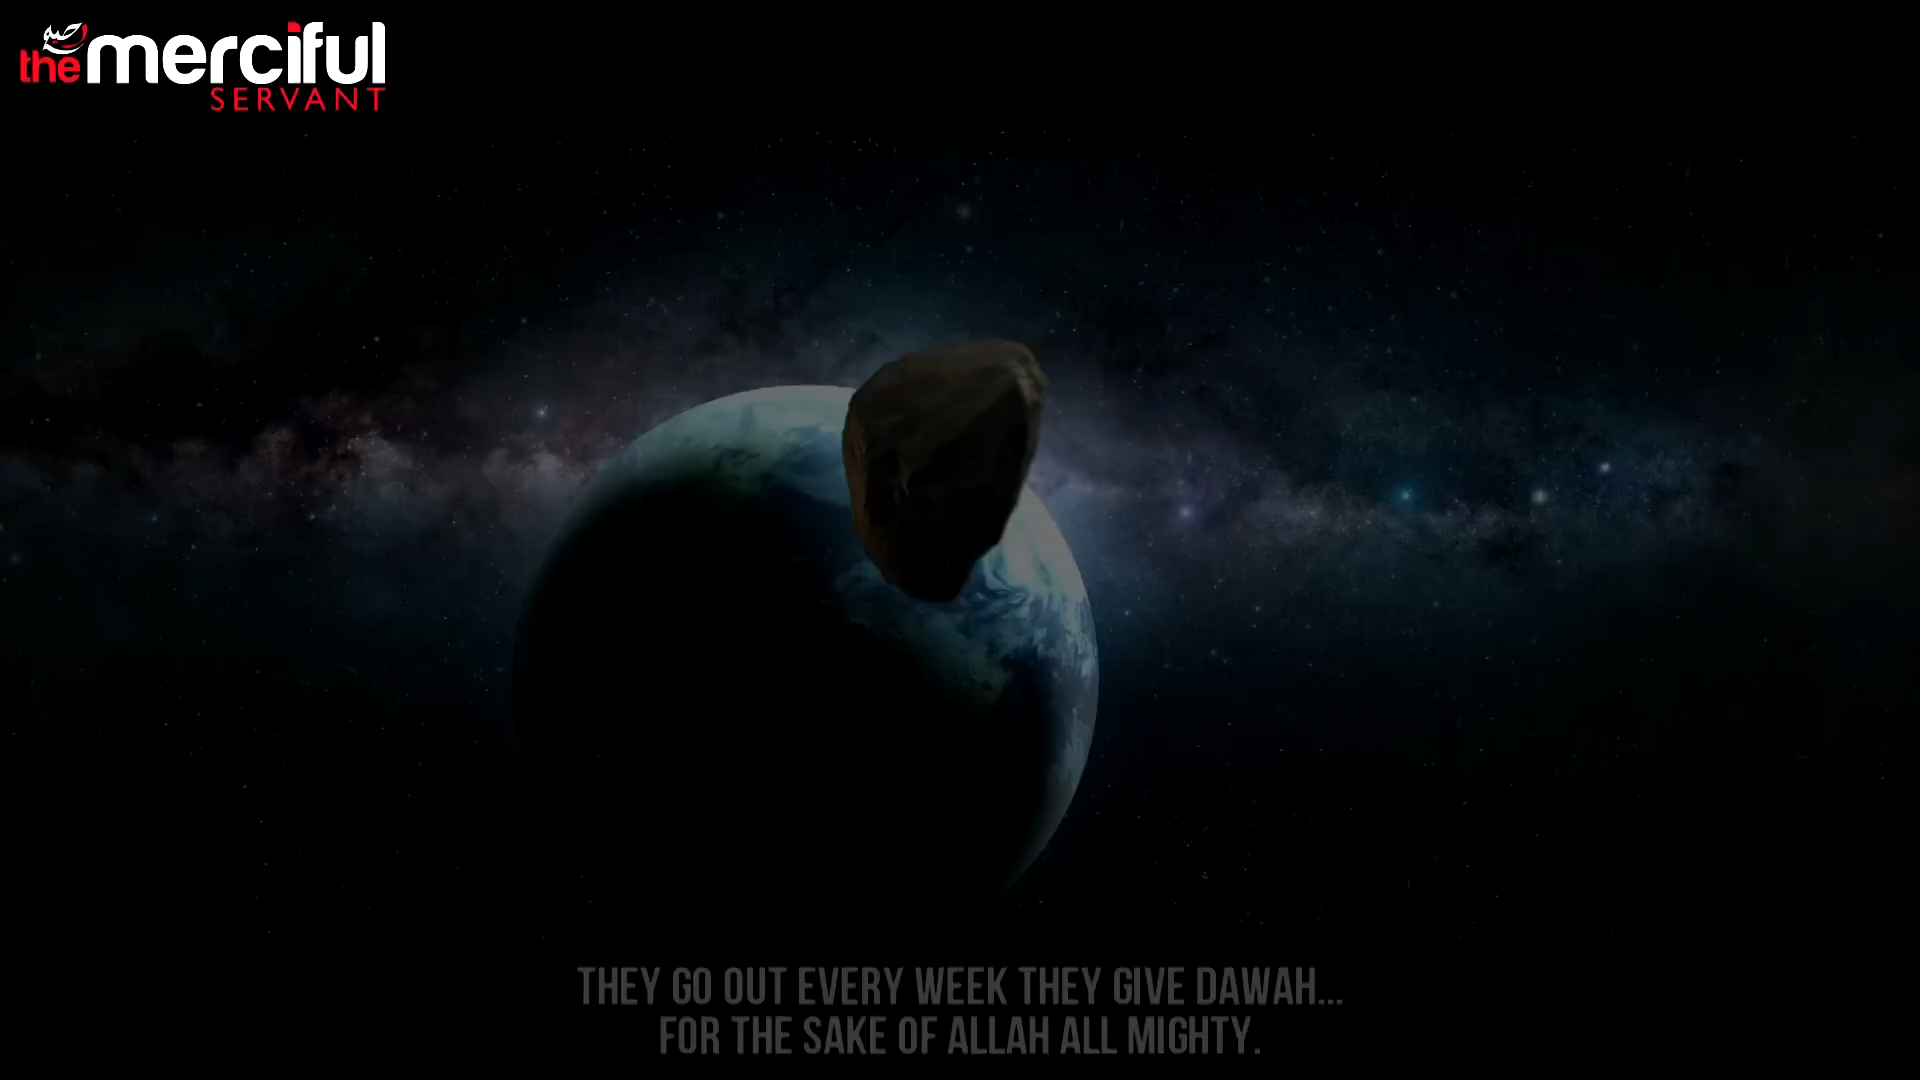 the merciful
SERVANT
THEY GO OUT EVERY WEEK THEY GIVE DAWAH...
FOR THE SAKE OF ALLAH ALL MIGHTY.